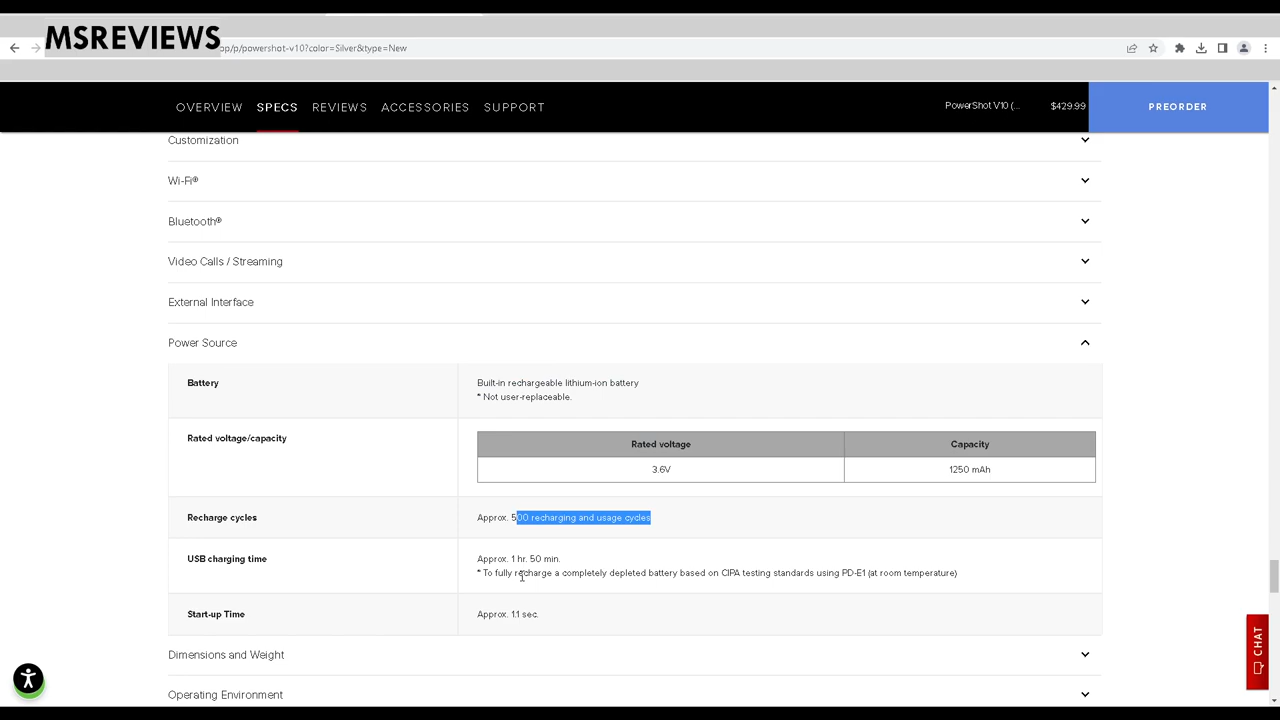 MSREVIEWS
op/p/powershot-v10?color=Silver&type=New
OVERVIEW SPECS REVIEWS ACCESSORIES SUPPORT
PowerShot V10 (... $429.99 PREORDER
Customization
Wi-Fi®
Bluetooth®
Video Calls / Streaming
External Interface
Power Source
Battery
Built-in rechargeable lithium-ion battery
* Not user-replaceable.
Rated voltage/capacity
Rated voltage Capacity
3.6V 1250 mAh
Recharge cycles
Approx. 500 recharging and usage cycles
USB charging time
Approx. 1 hr. 50 min.
* To fully recharge a completely depleted battery based on CIPA testing standards using PD-E1 (at room temperature)
Start-up Time
Approx. 1.1 sec.
Dimensions and Weight
Operating Environment
CHAT